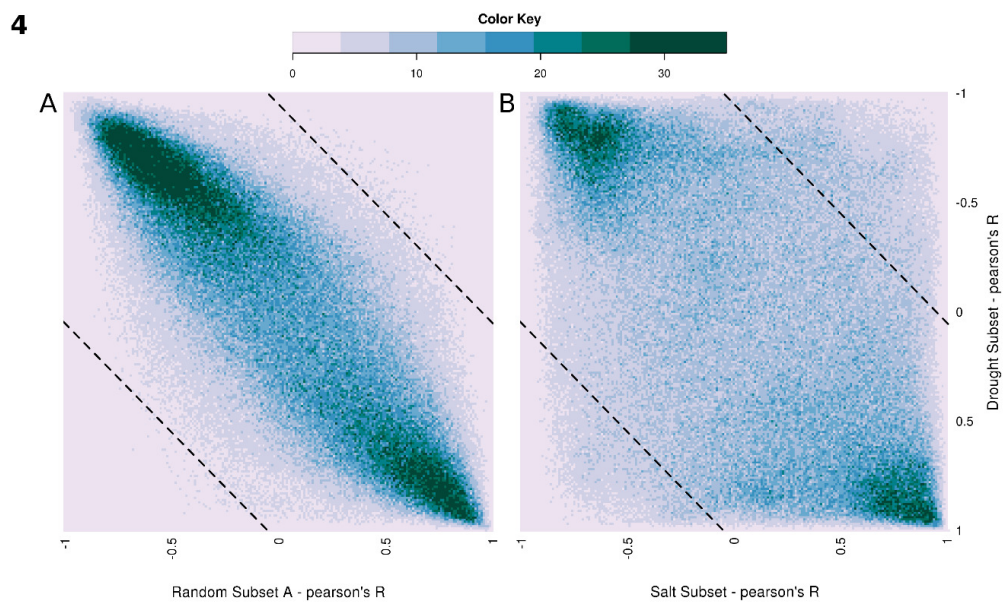 4
Color Key
0 10 20 30
A
B
-1
-0.5
0
0.5
1
Drought Subset - pearson's R
-1 -0.5 0 0.5 1
-1 -0.5 0 0.5 1
Random Subset A - pearson's R
Salt Subset - pearson's R